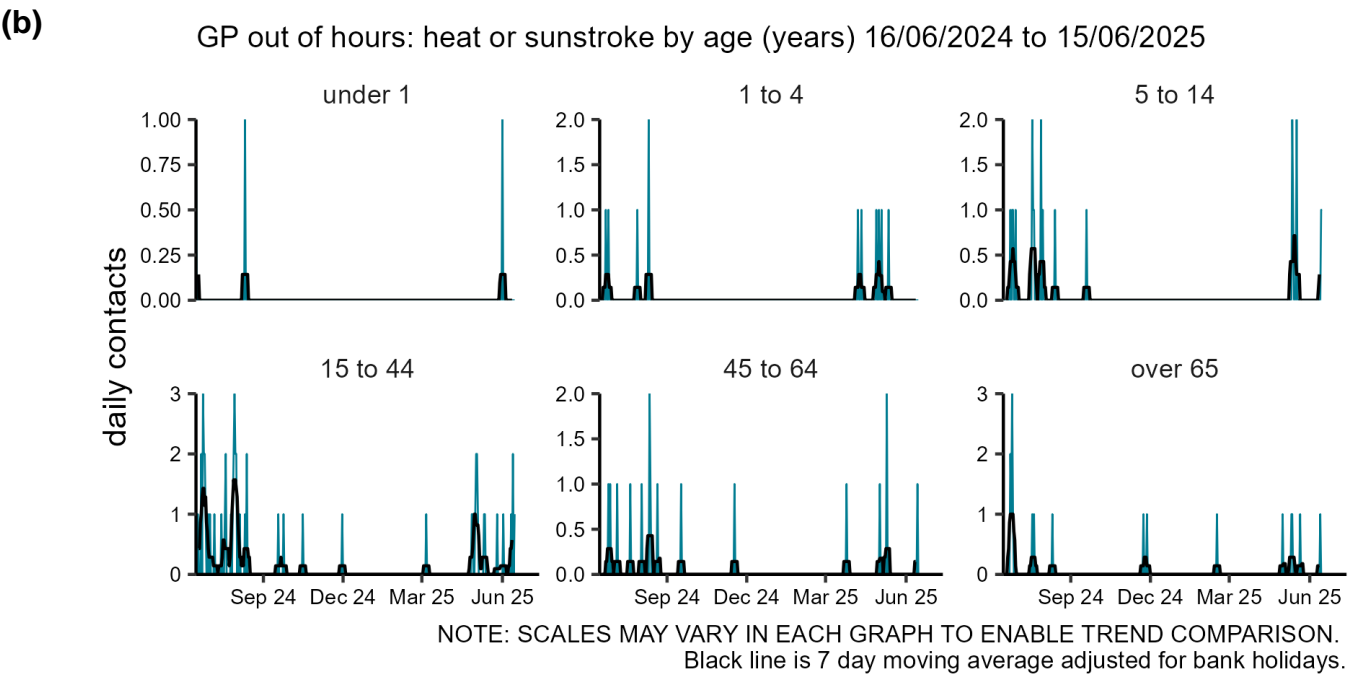 (b)
GP out of hours: heat or sunstroke by age (years) 16/06/2024 to 15/06/2025
daily contacts
under 1
1.00
0.75
0.50
0.25
0.00
1 to 4
2.0
1.5
1.0
0.5
0.0
5 to 14
2.0
1.5
1.0
0.5
0.0
15 to 44
3
2
1
0
Sep 24 Dec 24 Mar 25 Jun 25
45 to 64
2.0
1.5
1.0
0.5
0.0
Sep 24 Dec 24 Mar 25 Jun 25
over 65
3
2
1
0
Sep 24 Dec 24 Mar 25 Jun 25
NOTE: SCALES MAY VARY IN EACH GRAPH TO ENABLE TREND COMPARISON.
Black line is 7 day moving average adjusted for bank holidays.